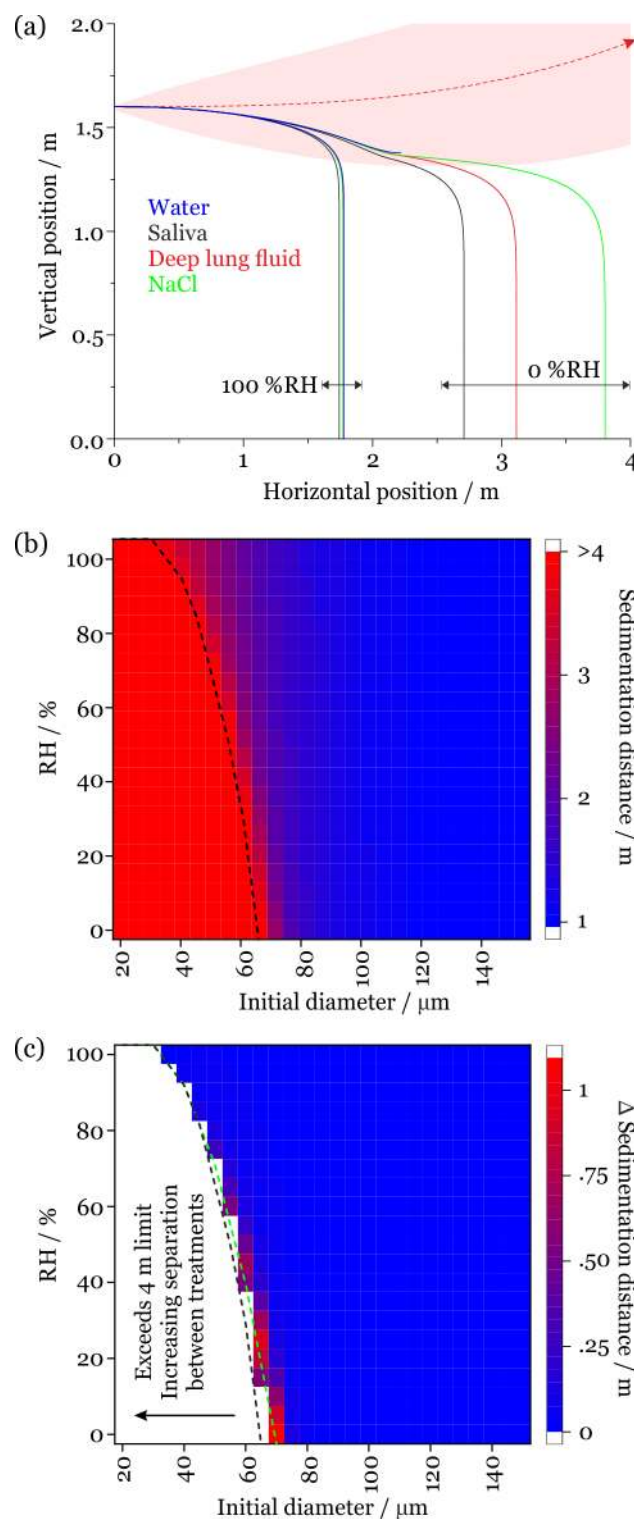 (a)
2.0
1.5
1.0
0.5
0.0
Vertical position / m
Water
Saliva
Deep lung fluid
NaCl
100 %RH
0 %RH
0
1
2
3
4
Horizontal position / m
(b)
100
80
60
40
20
0
RH / %
20
40
60
80
100
120
140
Initial diameter / μm
>4
3
2
1
Sedimentation distance / m
(c)
100
80
60
40
20
0
RH / %
Exceeds 4 m limit
Increasing separation
between treatments
20
40
60
80
100
120
140
Initial diameter / μm
1
.75
.50
.25
0
Δ Sedimentation distance / m